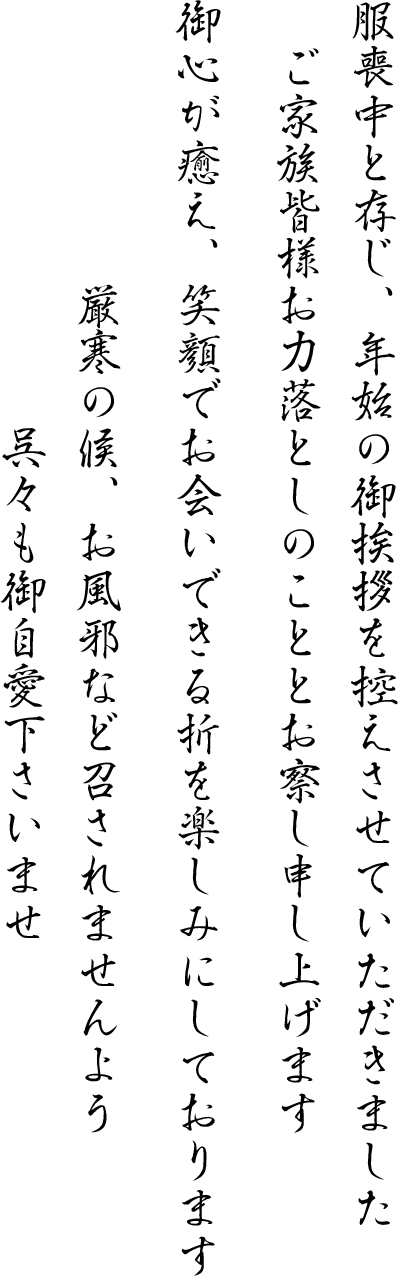 服喪中と存じ、年始の御挨拶を控えさせていただきました
ご家族皆様お力落としのこととお察し申し上げます
御心が癒え、笑顔でお会いできる折を楽しみにしております
厳寒の候、お風邪など召されませんよう
呉々も御自愛下さいませ